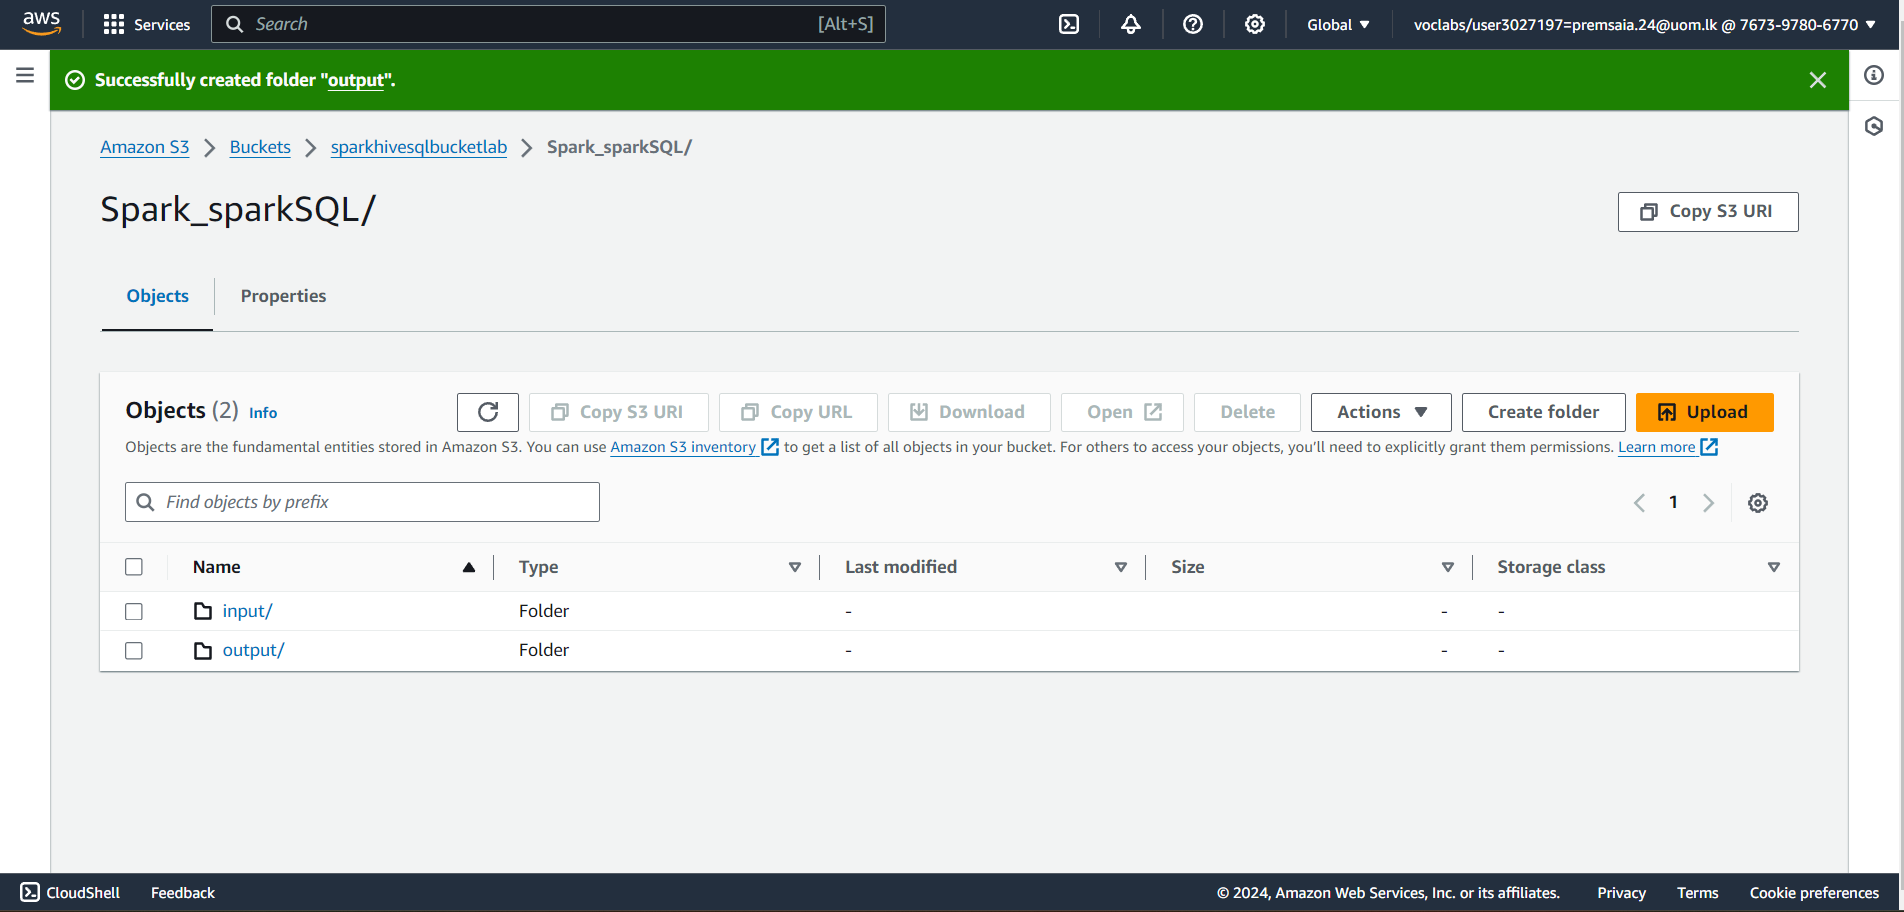 aws Services Search [Alt+S] Global voclabs/user3027197=premsaia.24@uom.lk @ 7673-9780-6770
Successfully created folder "output".
Amazon S3 Buckets sparkhivesqlbucketlab Spark_sparkSQL/
Spark_sparkSQL/
Copy S3 URI
Objects Properties
Objects (2) Info Copy S3 URI Copy URL Download Open Delete Actions Create folder Upload
Objects are the fundamental entities stored in Amazon S3. You can use Amazon S3 inventory to get a list of all objects in your bucket. For others to access your objects, you'll need to explicitly grant them permissions. Learn more
Find objects by prefix 1
Name Type Last modified Size Storage class
input/ Folder - - -
output/ Folder - - -
CloudShell Feedback © 2024, Amazon Web Services, Inc. or its affiliates. Privacy Terms Cookie preferences